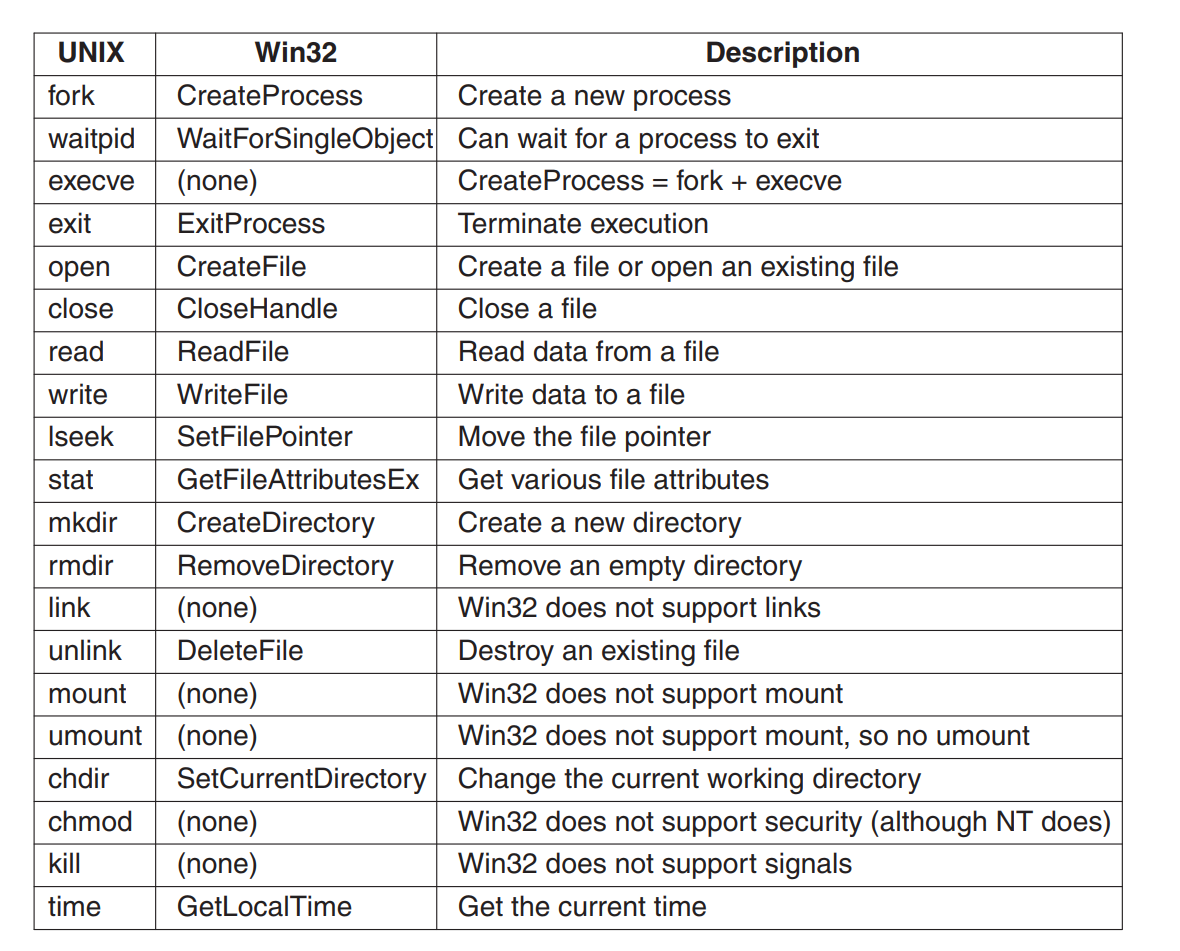 UNIX Win32 Description
fork CreateProcess Create a new process
waitpid WaitForSingleObject Can wait for a process to exit
execve (none) CreateProcess = fork + execve
exit ExitProcess Terminate execution
open CreateFile Create a file or open an existing file
close CloseHandle Close a file
read ReadFile Read data from a file
write WriteFile Write data to a file
lseek SetFilePointer Move the file pointer
stat GetFileAttributesEx Get various file attributes
mkdir CreateDirectory Create a new directory
rmdir RemoveDirectory Remove an empty directory
link (none) Win32 does not support links
unlink DeleteFile Destroy an existing file
mount (none) Win32 does not support mount
umount (none) Win32 does not support mount, so no umount
chdir SetCurrentDirectory Change the current working directory
chmod (none) Win32 does not support security (although NT does)
kill (none) Win32 does not support signals
time GetLocalTime Get the current time